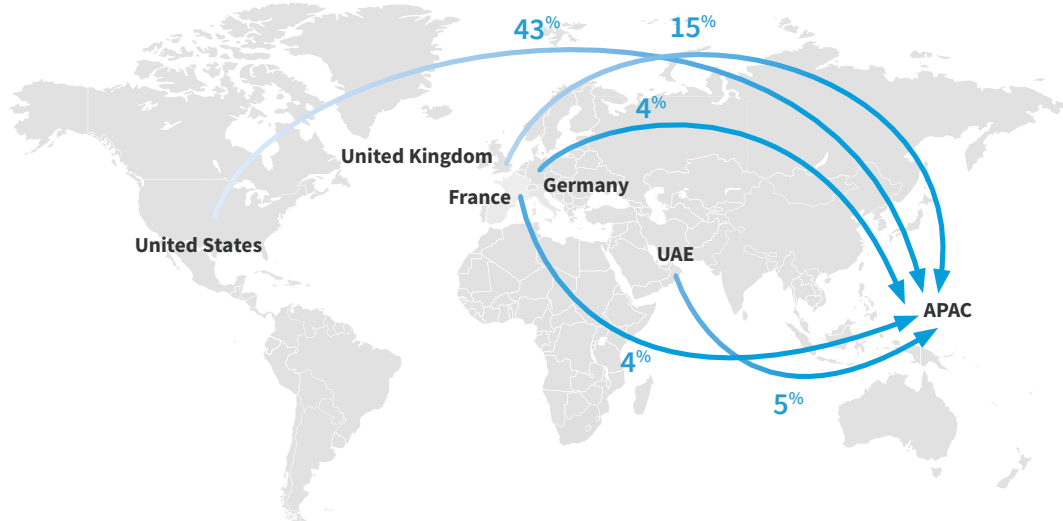 43%
15%
4%
United Kingdom
Germany
France
United States
UAE
APAC
4%
5%